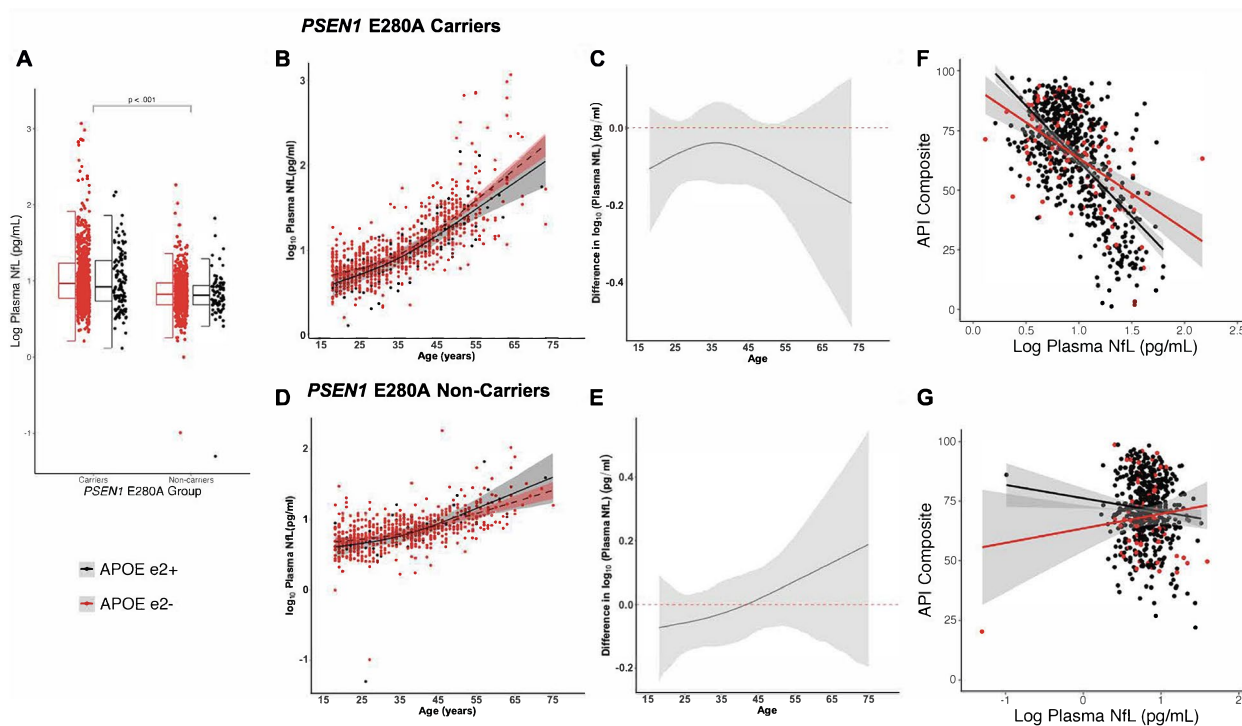 PSEN1 E280A Carriers
A
Log Plasma NfL (pg/mL)
3
2
1
0
-1
p < .001
Carriers
Non-carriers
PSEN1 E280A Group
APOE e2+
APOE e2-
B
log10 Plasma NfL(pg/ml)
3
2
1
0
15 25 35 45 55 65 75
Age (years)
C
Difference in log10 (Plasma NfL) (pg/ml)
0.0
-0.2
-0.4
15 25 35 45 55 65 75
Age
F
API Composite
100
75
50
25
0
0.0 0.5 1.0 1.5 2.0 2.5
Log Plasma NfL (pg/mL)
PSEN1 E280A Non-Carriers
D
log10 Plasma NfL(pg/ml)
2
1
0
-1
15 25 35 45 55 65 75
Age (years)
E
Difference in log10 (Plasma NfL) (pg/ml)
0.4
0.2
0.0
-0.2
15 25 35 45 55 65 75
Age
G
API Composite
100
75
50
25
0
-1 0 1 2
Log Plasma NfL (pg/mL)